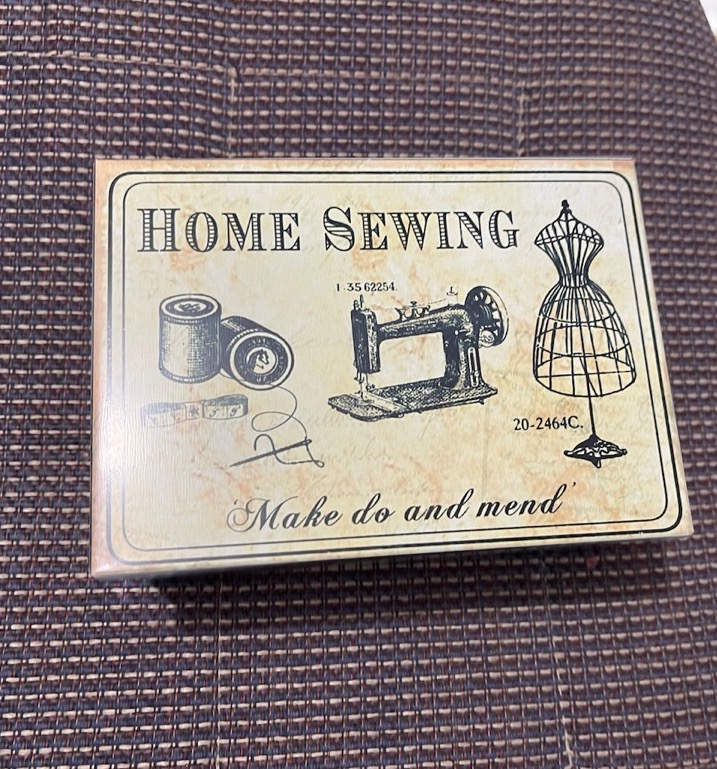 HOME SEWING
1-35 62254.
20-2464C.
'Make do and mend'